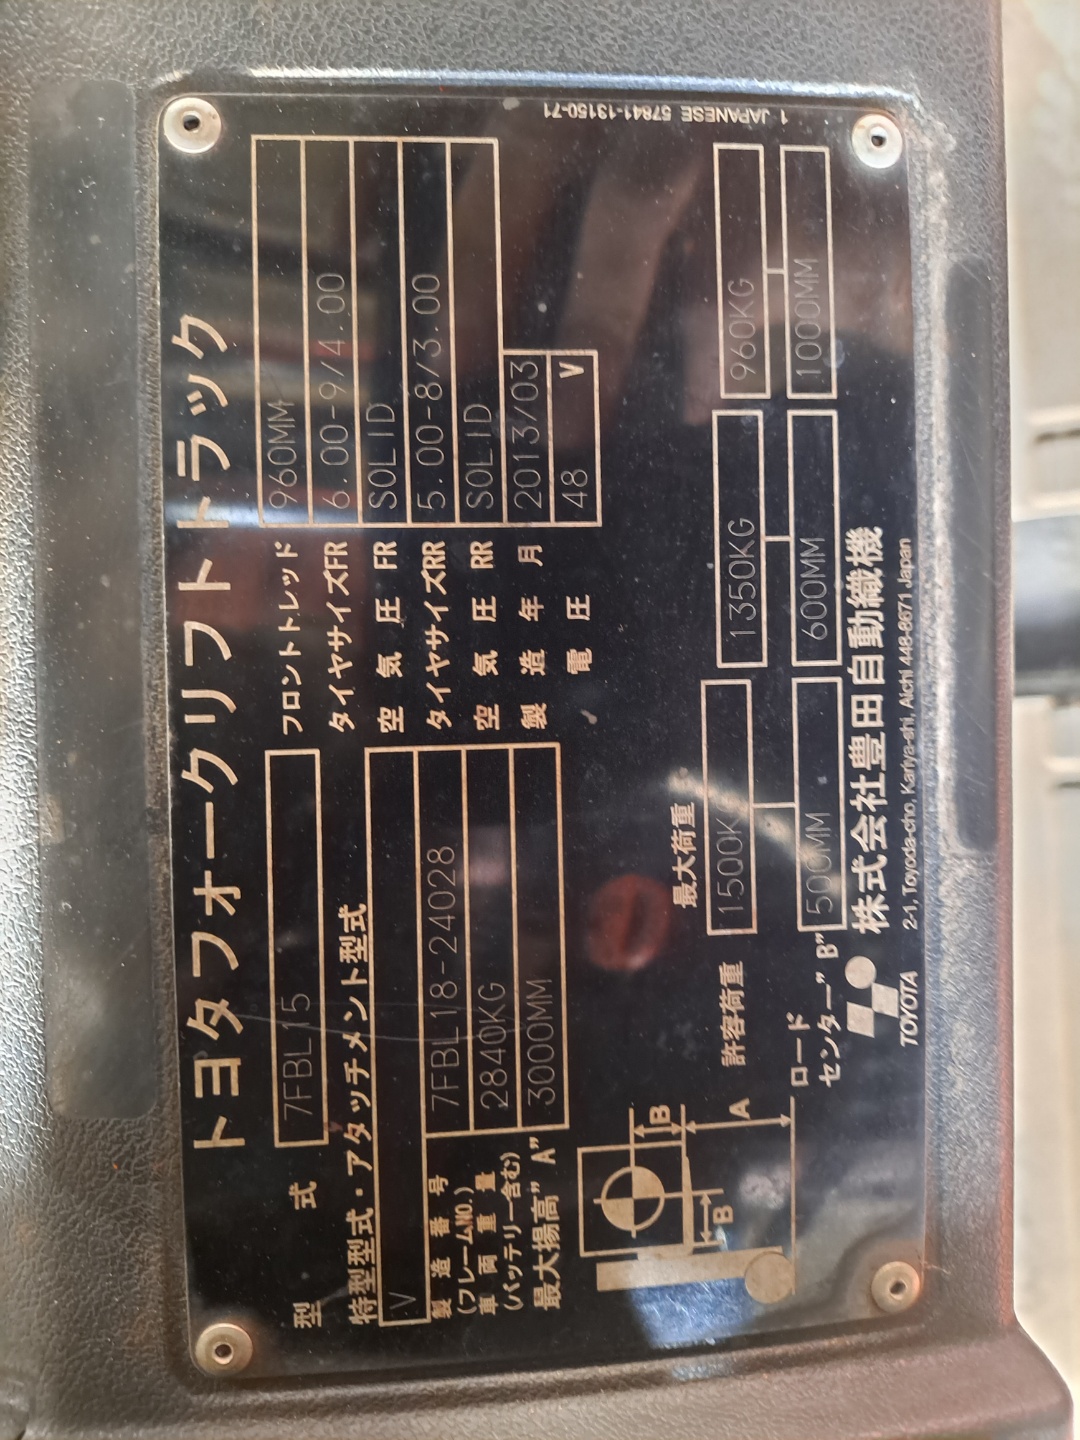 トヨタフォークリフトトラック
型 式 7FBL15
特型型式・アタッチメント型式
V
製造番号 7FBL18-24028
(フレームNO.)
車両重量 2840KG
(バッテリー含む)
最大揚高"A" 3000MM
フロントトレッド 960MM
タイヤサイズFR 6.00-9/4.00
空気圧 FR SOLID
タイヤサイズRR 5.00-8/3.00
空気圧 RR SOLID
製造年月 2013/03
電圧 48 V
B
B
A
最大荷重
許容荷重 1500KG 1350KG 960KG
ロード
センター"B" 500MM 600MM 1000MM
TOYOTA
株式会社豊田自動織機
2-1, Toyoda-cho, Kariya-shi, Aichi 448-8671 Japan
1 JAPANESE 57841-13150-71